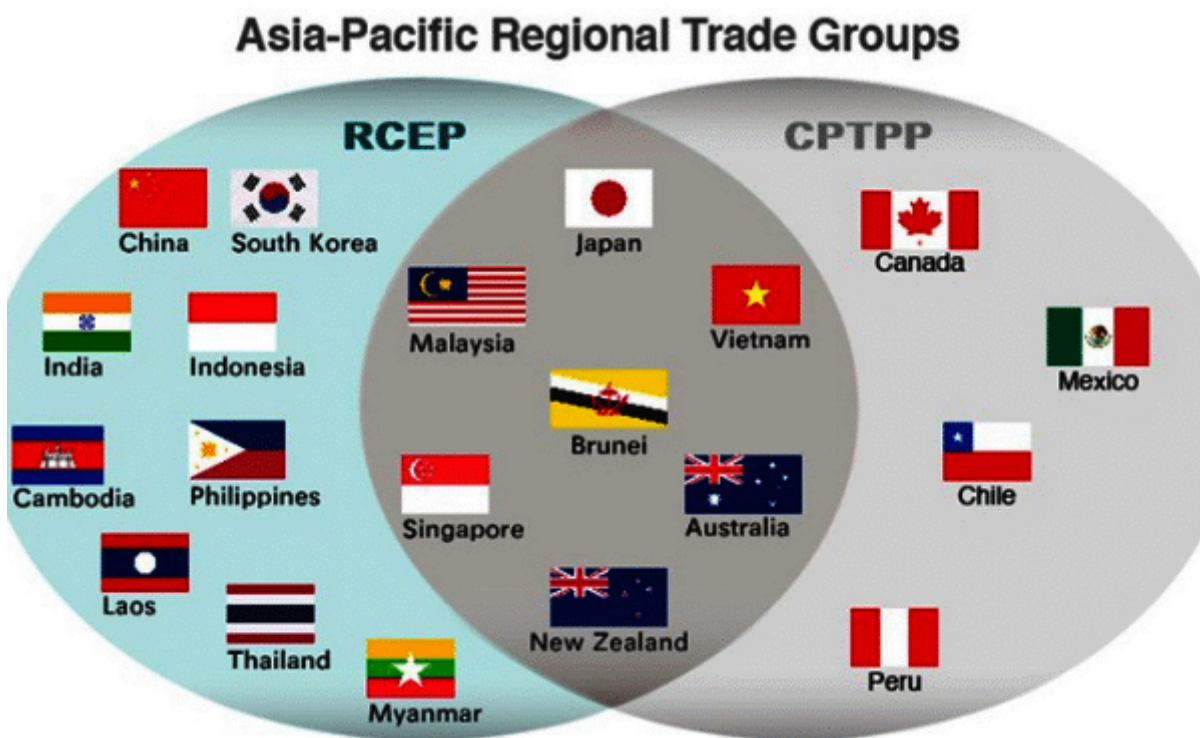 Asia-Pacific Regional Trade Groups
RCEP
CPTPP
China
South Korea
Japan
Canada
India
Indonesia
Malaysia
Vietnam
Mexico
Cambodia
Philippines
Brunei
Singapore
Australia
Chile
Laos
Thailand
New Zealand
Myanmar
Peru